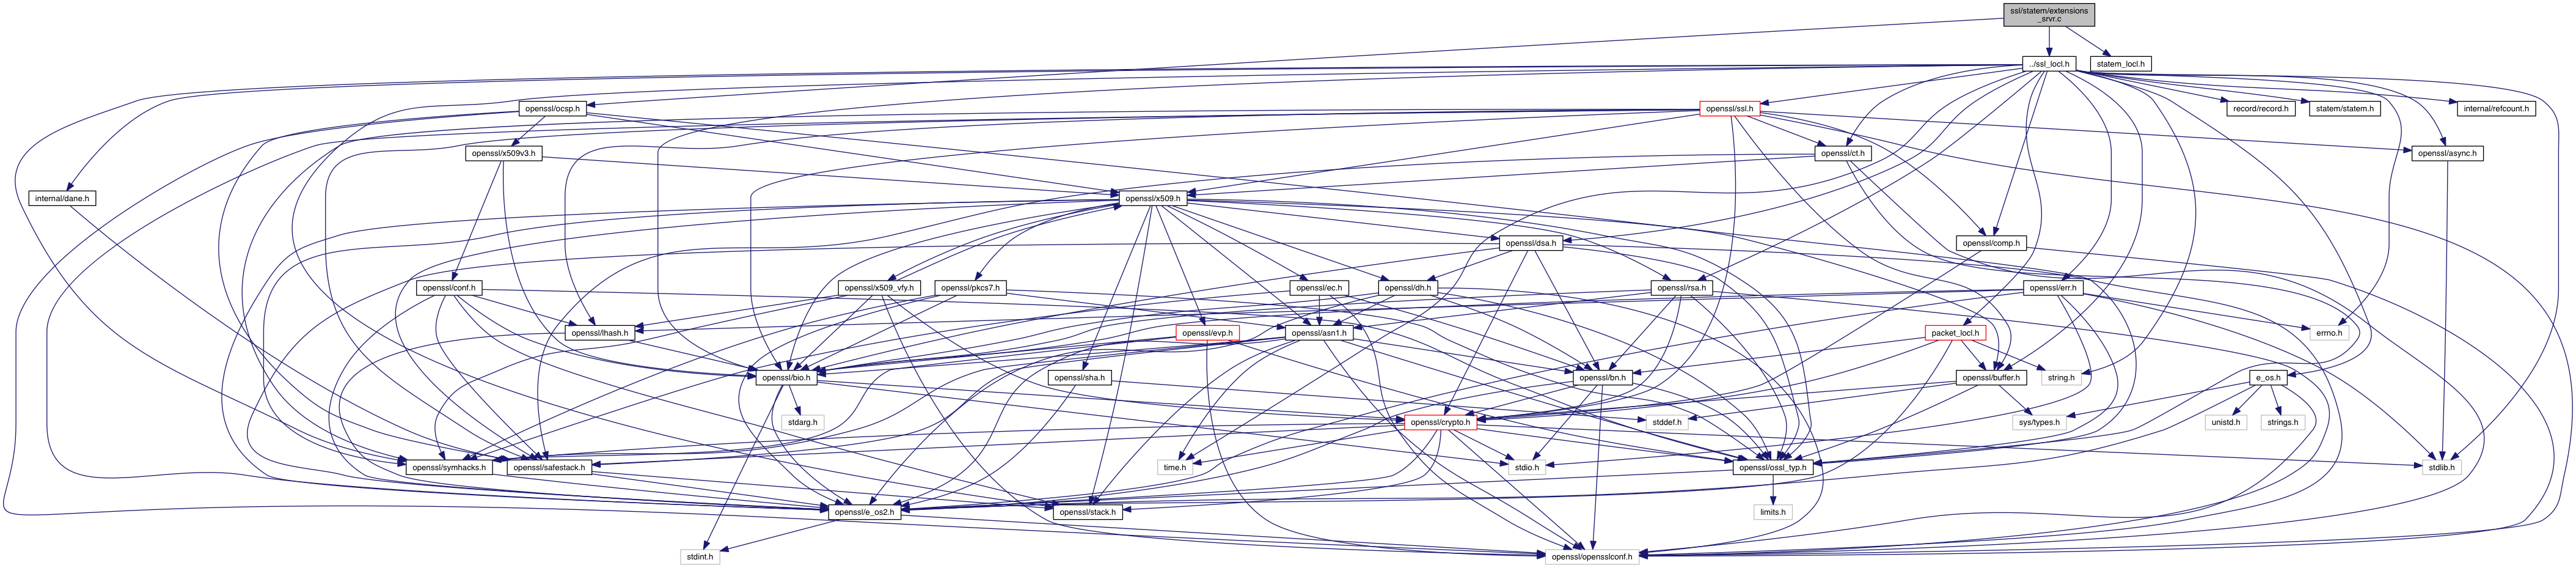 ssl/statem/extensions
_srvr.c
../ssl_locl.h
statem_locl.h
openssl/ocsp.h
openssl/ssl.h
record/record.h
statem/statem.h
internal/refcount.h
openssl/x509v3.h
openssl/ct.h
openssl/async.h
internal/dane.h
openssl/x509.h
openssl/dsa.h
openssl/comp.h
openssl/conf.h
openssl/x509_vfy.h
openssl/pkcs7.h
openssl/ec.h
openssl/dh.h
openssl/rsa.h
openssl/err.h
openssl/lhash.h
openssl/evp.h
openssl/asn1.h
packet_locl.h
errno.h
openssl/bio.h
openssl/sha.h
openssl/bn.h
openssl/buffer.h
string.h
e_os.h
stdarg.h
openssl/crypto.h
stddef.h
sys/types.h
unistd.h
strings.h
openssl/symhacks.h
openssl/safestack.h
time.h
stdio.h
openssl/ossl_typ.h
stdlib.h
openssl/e_os2.h
openssl/stack.h
limits.h
stdint.h
openssl/opensslconf.h